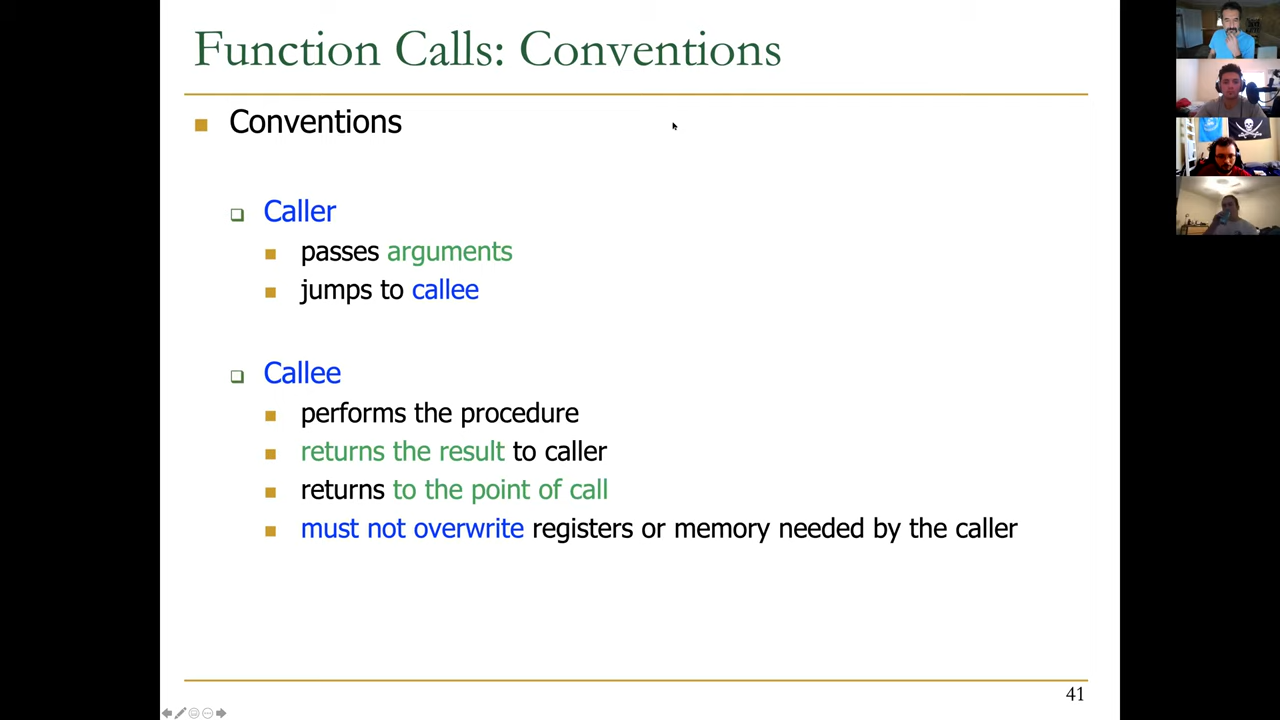 Function Calls: Conventions
Conventions
Caller
passes arguments
jumps to callee
Callee
performs the procedure
returns the result to caller
returns to the point of call
must not overwrite registers or memory needed by the caller
41